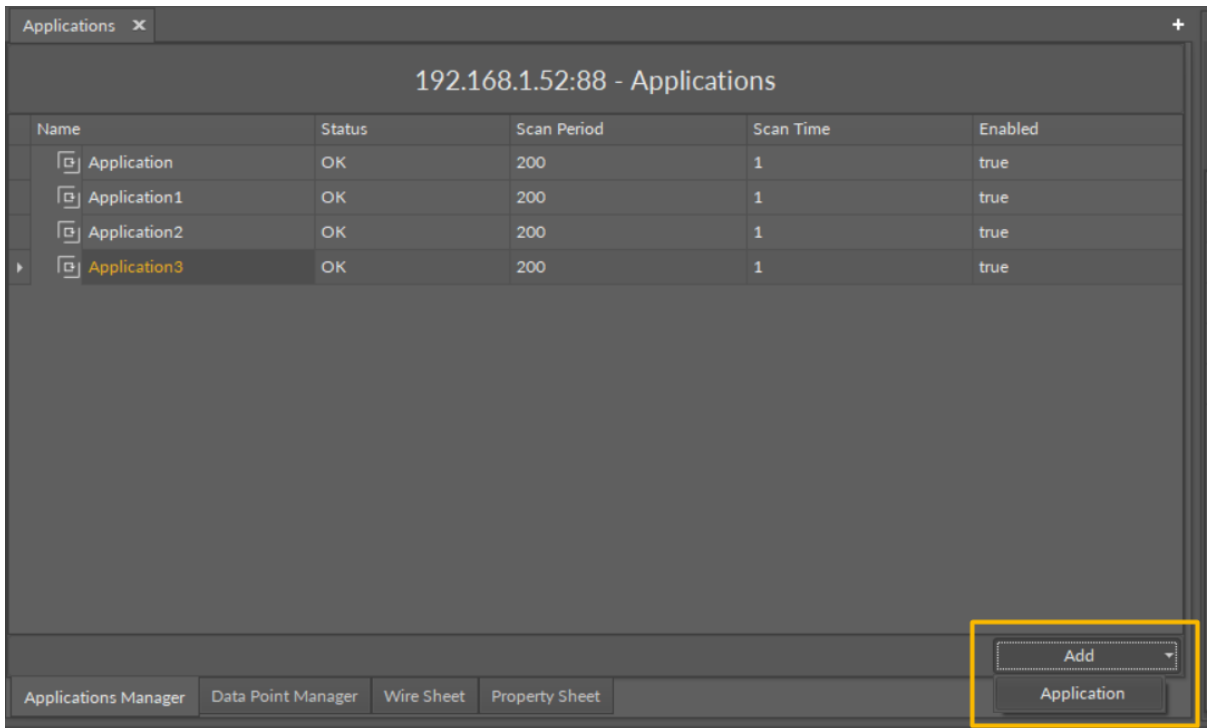 Applications
192.168.1.52:88 - Applications
Name Status Scan Period Scan Time Enabled
Application OK 200 1 true
Application1 OK 200 1 true
Application2 OK 200 1 true
Application3 OK 200 1 true
Add
Applications Manager Data Point Manager Wire Sheet Property Sheet Application